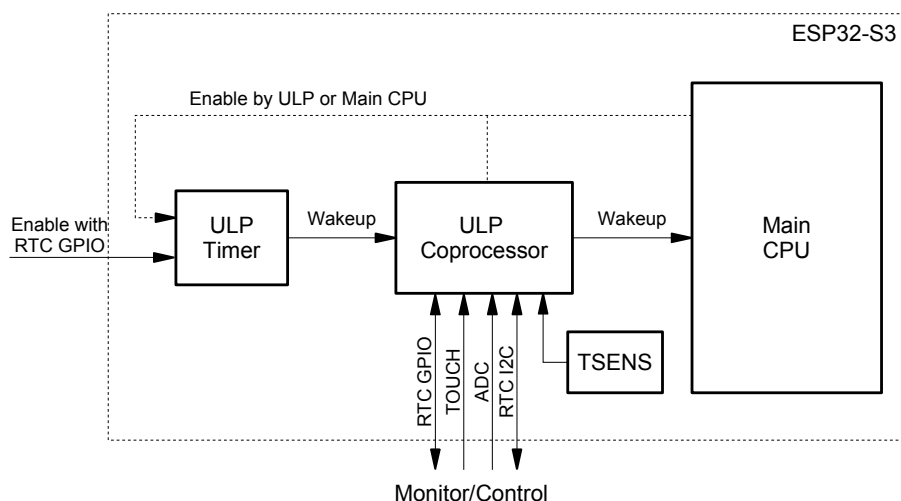 ESP32-S3
Enable by ULP or Main CPU
Enable with
RTC GPIO
ULP
Timer
Wakeup
ULP
Coprocessor
Wakeup
Main
CPU
RTC GPIO
TOUCH
ADC
RTC I2C
TSENS
Monitor/Control